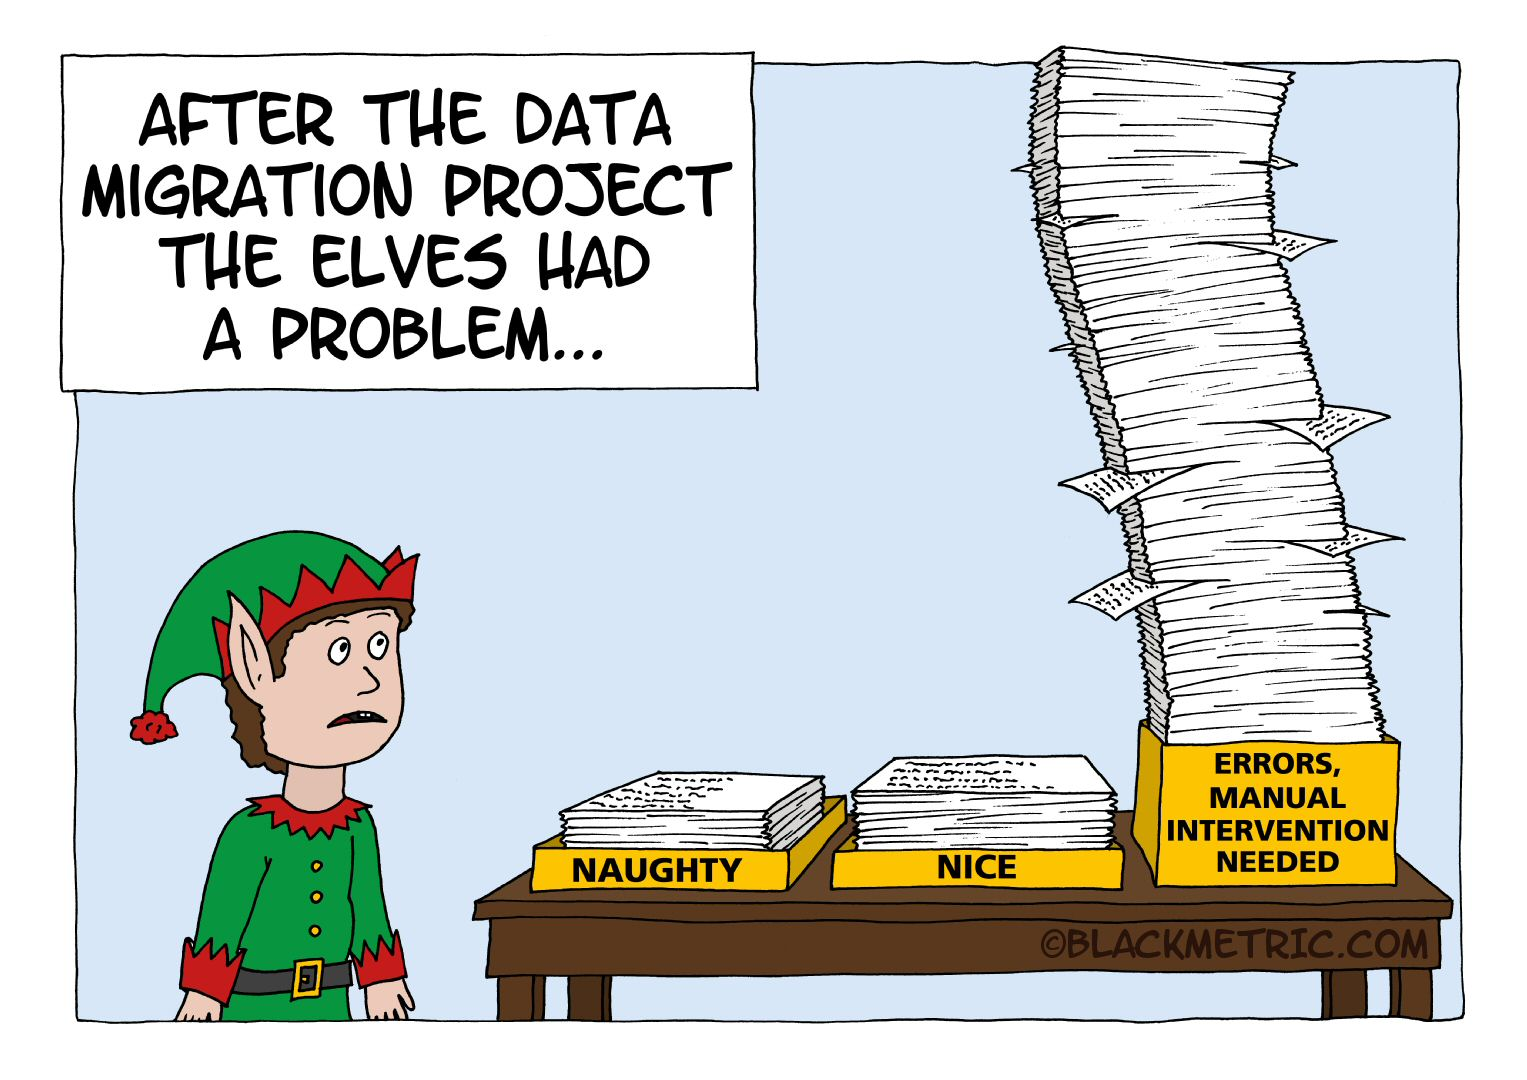 AFTER THE DATA
MIGRATION PROJECT
THE ELVES HAD
A PROBLEM...
NAUGHTY
NICE
ERRORS,
MANUAL
INTERVENTION
NEEDED
©BLACKMETRIC.COM